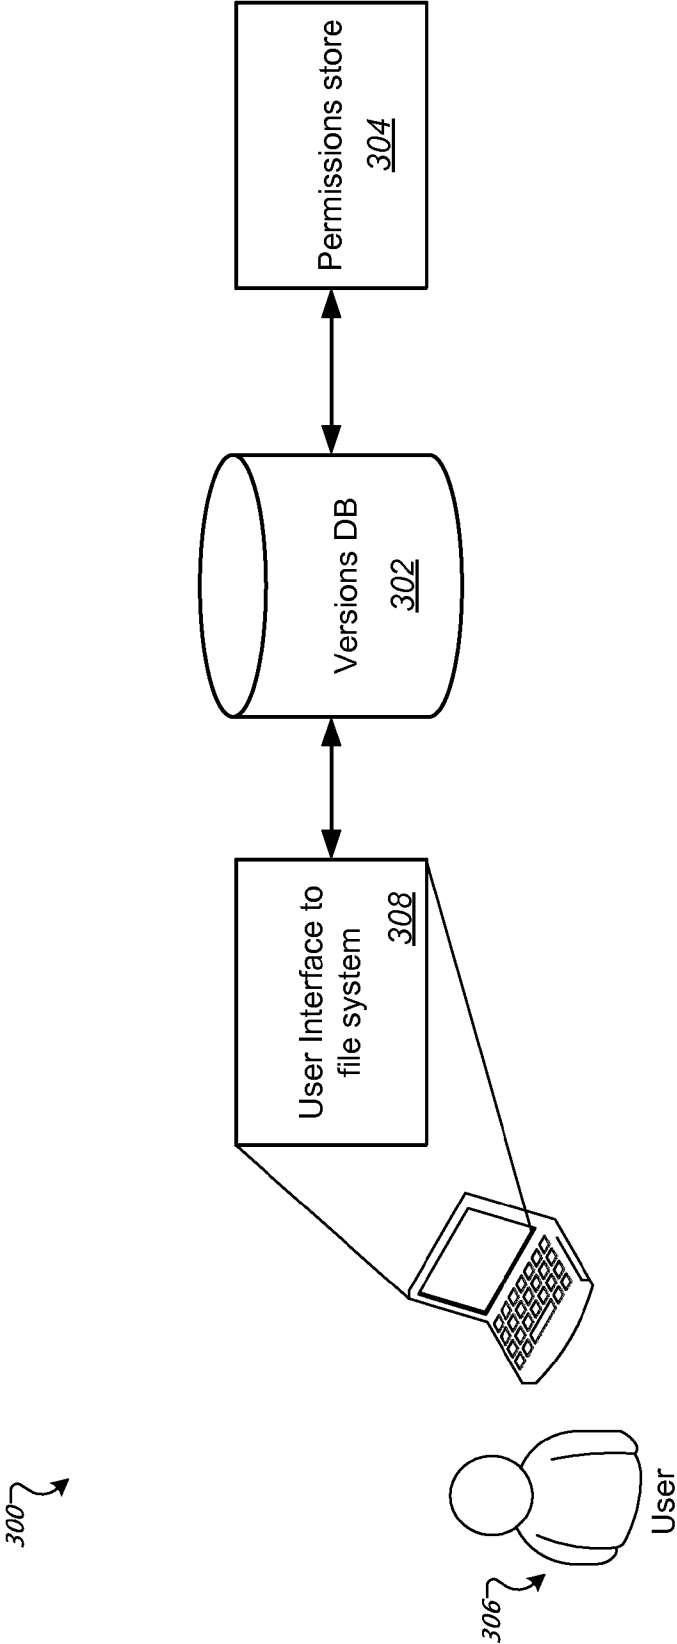 300
306
User
User Interface to
file system
308
Versions DB
302
Permissions store
304